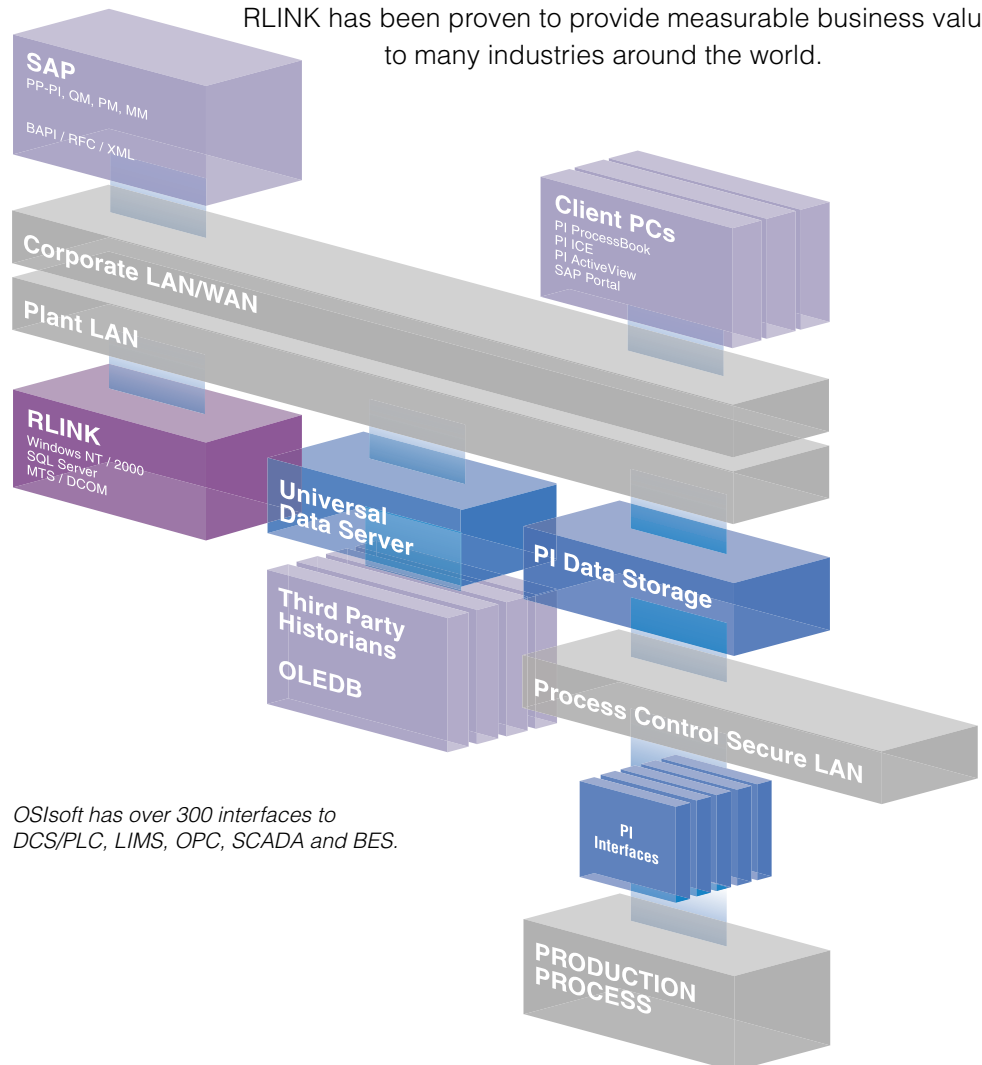 RLINK has been proven to provide measurable business valu
to many industries around the world.
SAP
PP-PI, QM, PM, MM
BAPI / RFC / XML
Client PCs
PI ProcessBook
PI ICE
PI ActiveView
SAP Portal
Corporate LAN/WAN
Plant LAN
RLINK
Windows NT / 2000
SQL Server
MTS / DCOM
Universal
Data Server
PI Data Storage
Third Party
Historians
OLEDB
Process Control Secure LAN
OSIsoft has over 300 interfaces to
DCS/PLC, LIMS, OPC, SCADA and BES.
PI
Interfaces
PRODUCTION
PROCESS